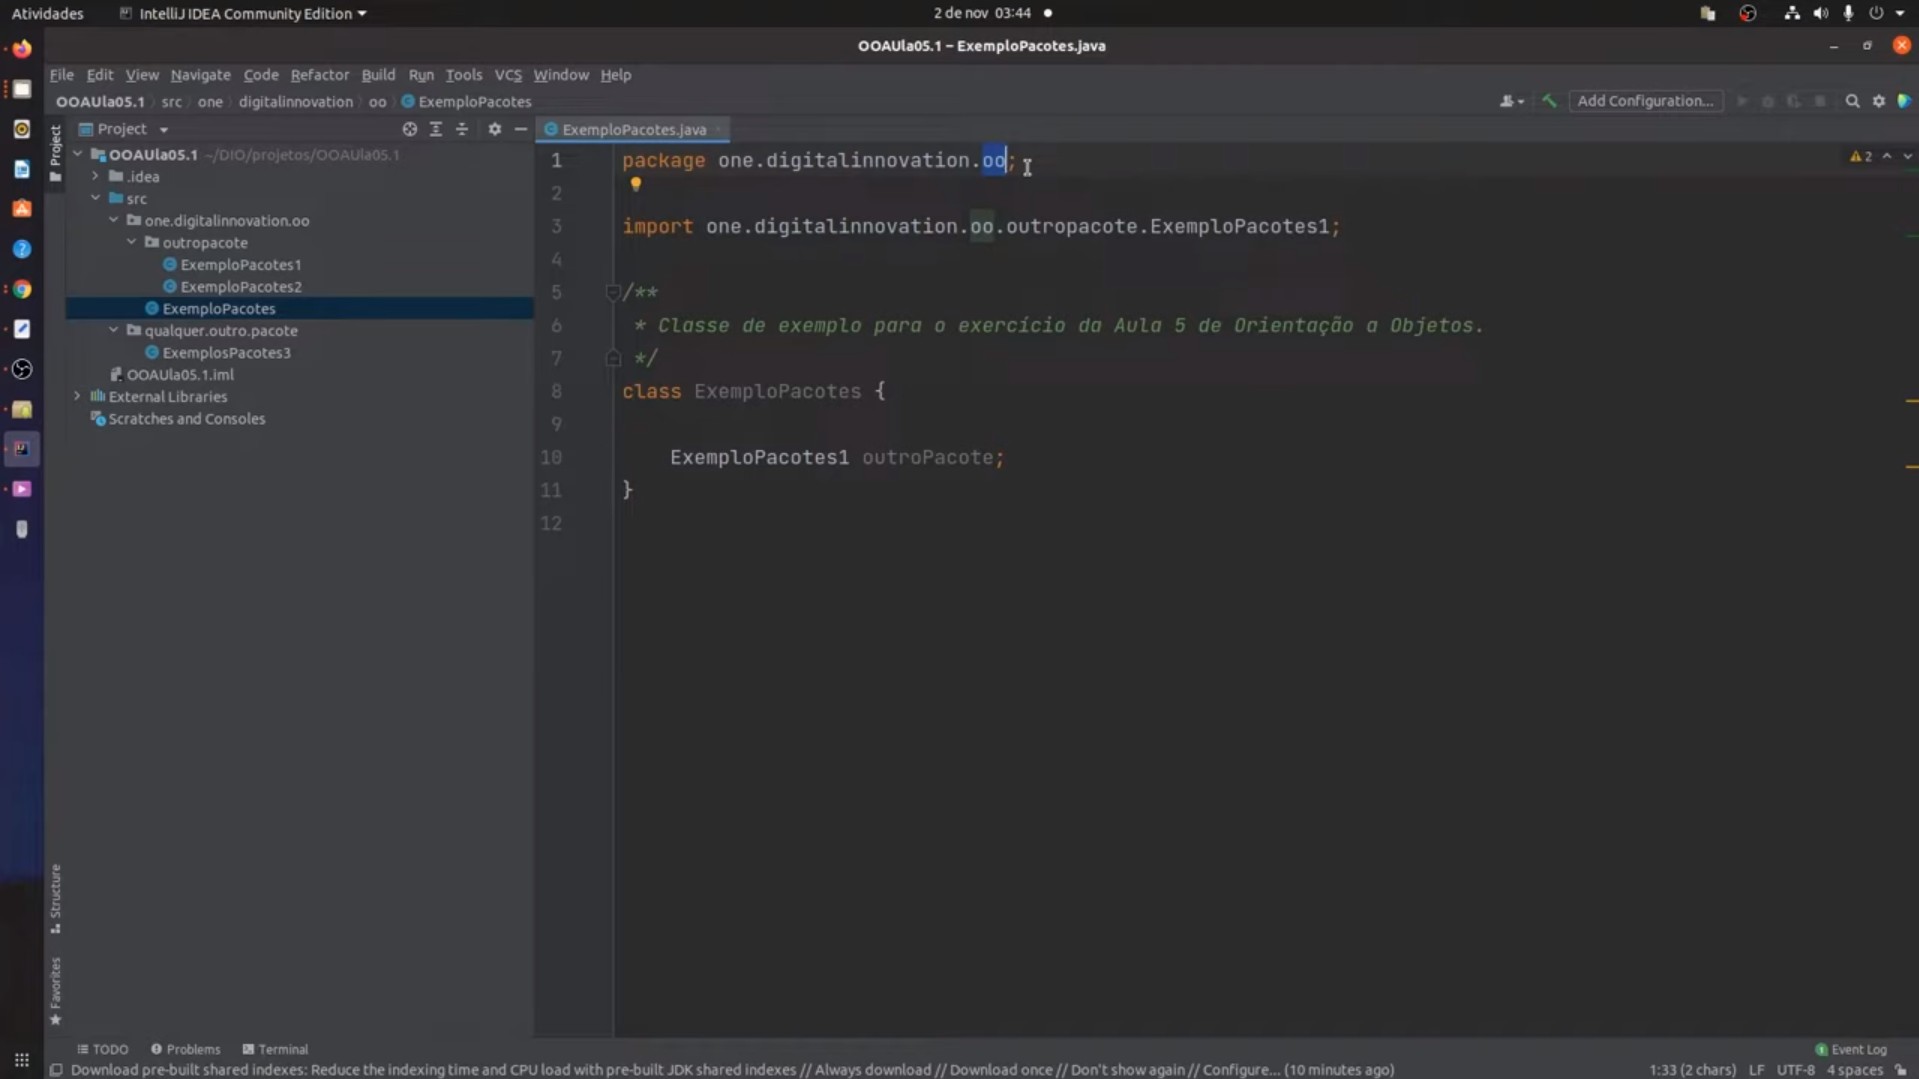 Atividades
IntelliJ IDEA Community Edition
2 de nov 03:44
OOAUla05.1 – ExemploPacotes.java
File Edit View Navigate Code Refactor Build Run Tools VCS Window Help
OOAUla05.1 src one digitalinnovation oo ExemploPacotes
Add Configuration...
Project
Project
ExemploPacotes.java
OOAUla05.1 ~/DIO/projetos/OOAUla05.1
.idea
src
one.digitalinnovation.oo
outropacote
ExemploPacotes1
ExemploPacotes2
ExemploPacotes
qualquer.outro.pacote
ExemplosPacotes3
OOAUla05.1.iml
External Libraries
Scratches and Consoles
1 package one.digitalinnovation.oo;
2
2
3 import one.digitalinnovation.oo.outropacote.ExemploPacotes1;
4
5 /**
6 * Classe de exemplo para o exercício da Aula 5 de Orientação a Objetos.
7 */
8 class ExemploPacotes {
9
10 ExemploPacotes1 outroPacote;
11 }
12
Structure
Favorites
TODO Problems Terminal
Event Log
Download pre-built shared indexes: Reduce the indexing time and CPU load with pre-built JDK shared indexes // Always download // Download once // Don't show again // Configure... (10 minutes ago)
1:33 (2 chars) LF UTF-8 4 spaces